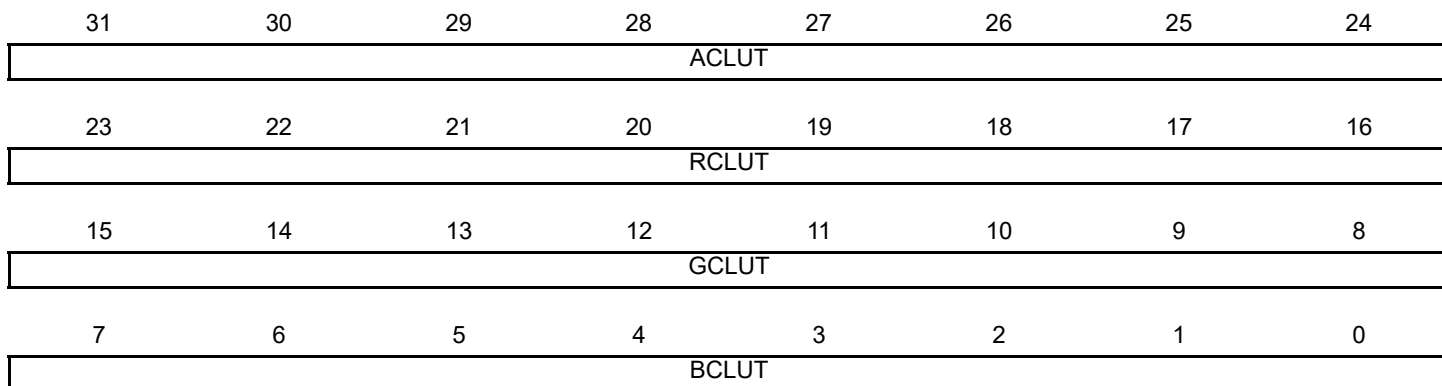 31 30 29 28 27 26 25 24
ACLUT
23 22 21 20 19 18 17 16
RCLUT
15 14 13 12 11 10 9 8
GCLUT
7 6 5 4 3 2 1 0
BCLUT